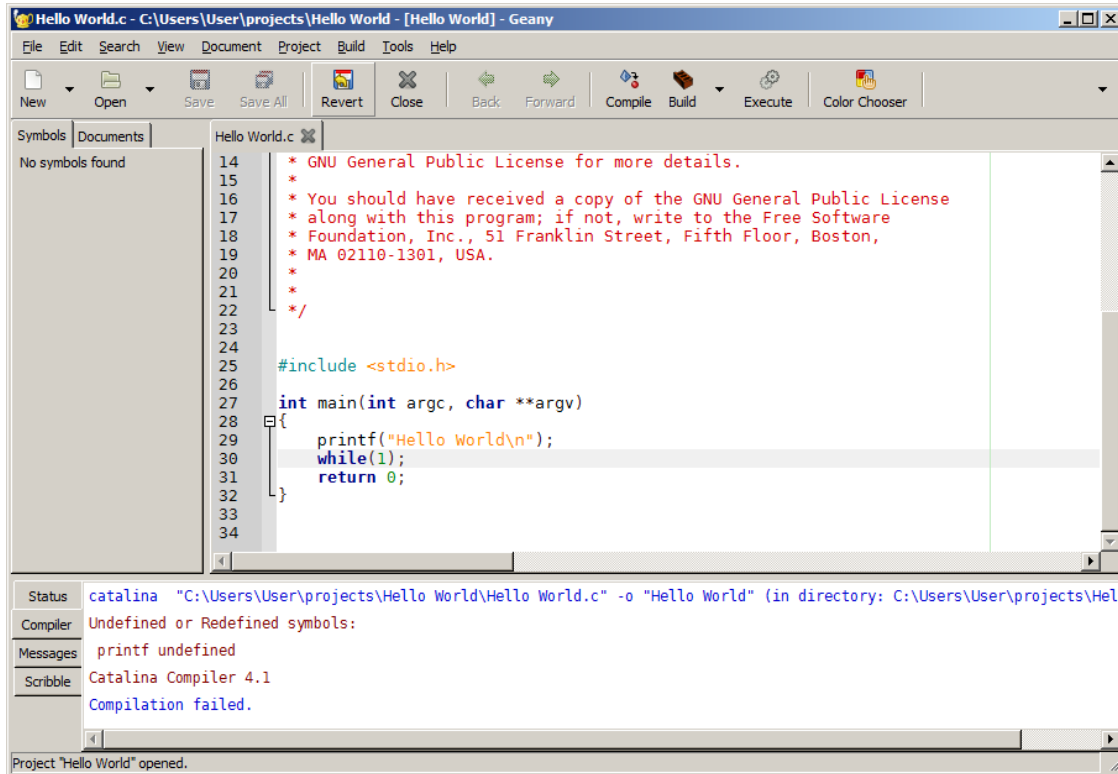 Hello World.c - C:\Users\User\projects\Hello World - [Hello World] - Geany
File Edit Search View Document Project Build Tools Help
New Open Save Save All Revert Close Back Forward Compile Build Execute Color Chooser
Symbols Documents Hello World.c
No symbols found
14 * GNU General Public License for more details.
15 *
16 * You should have received a copy of the GNU General Public License
17 * along with this program; if not, write to the Free Software
18 * Foundation, Inc., 51 Franklin Street, Fifth Floor, Boston,
19 * MA 02110-1301, USA.
20 *
21 *
22 */
23
24
25 #include <stdio.h>
26
27 int main(int argc, char **argv)
28 {
29 printf("Hello World\n");
30 while(1);
31 return 0;
32 }
33
34
Status catalina "C:\Users\User\projects\Hello World\Hello World.c" -o "Hello World" (in directory: C:\Users\User\projects\Hel
Compiler Undefined or Redefined symbols:
Messages printf undefined
Scribble Catalina Compiler 4.1
Compilation failed.
Project "Hello World" opened.